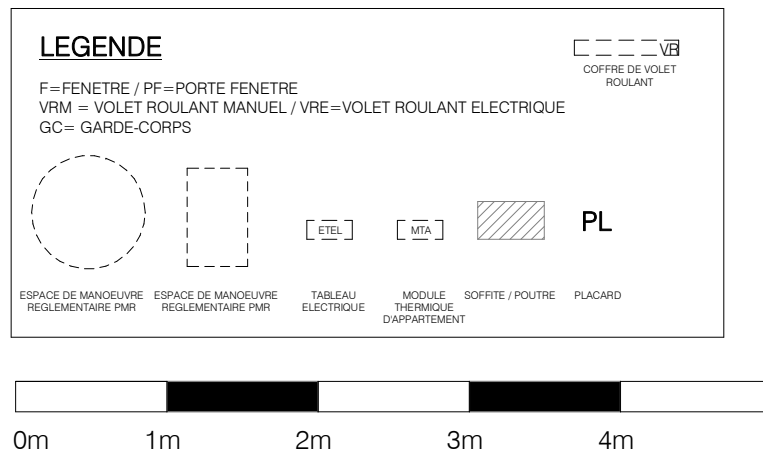 LEGENDE
VR
COFFRE DE VOLET
ROULANT
F=FENETRE / PF=PORTE FENETRE
VRM = VOLET ROULANT MANUEL / VRE=VOLET ROULANT ELECTRIQUE
GC= GARDE-CORPS
ETEL
MTA
PL
ESPACE DE MANOEUVRE
REGLEMENTAIRE PMR
ESPACE DE MANOEUVRE
REGLEMENTAIRE PMR
TABLEAU
ELECTRIQUE
MODULE
THERMIQUE
D'APPARTEMENT
SOFFITE / POUTRE
PLACARD
0m 1m 2m 3m 4m